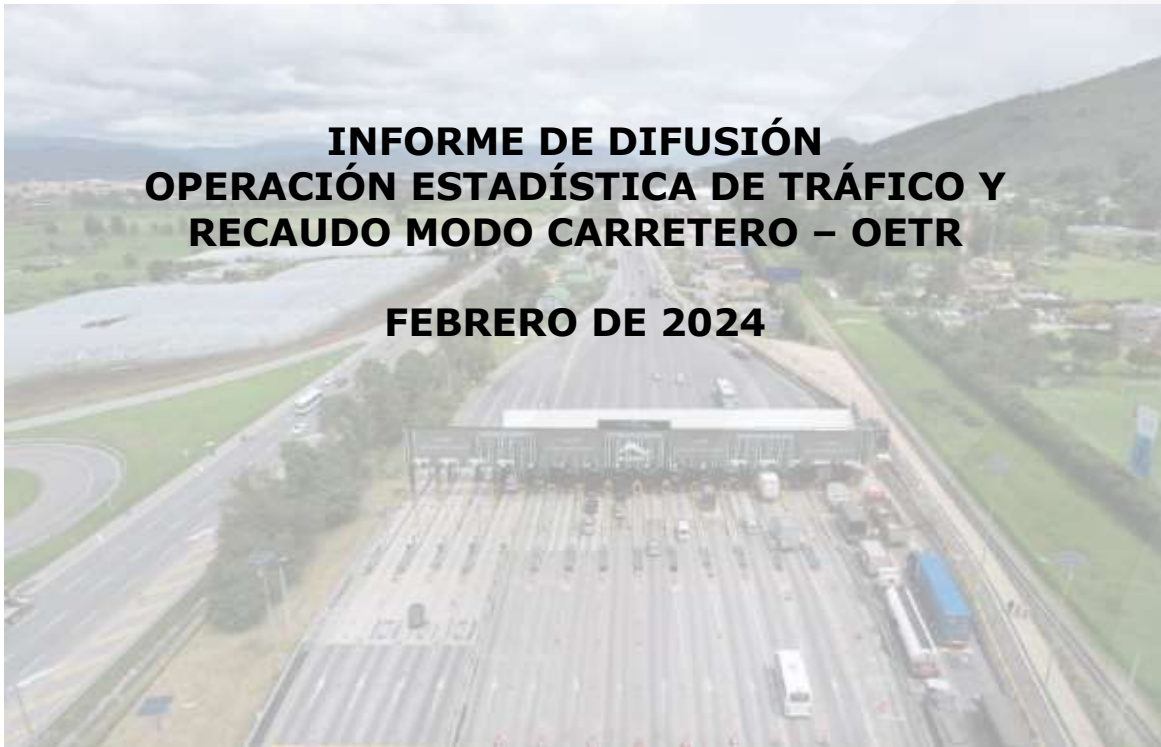 INFORME DE DIFUSIÓN
OPERACIÓN ESTADÍSTICA DE TRÁFICO Y
RECAUDO MODO CARRETERO – OETR
FEBRERO DE 2024